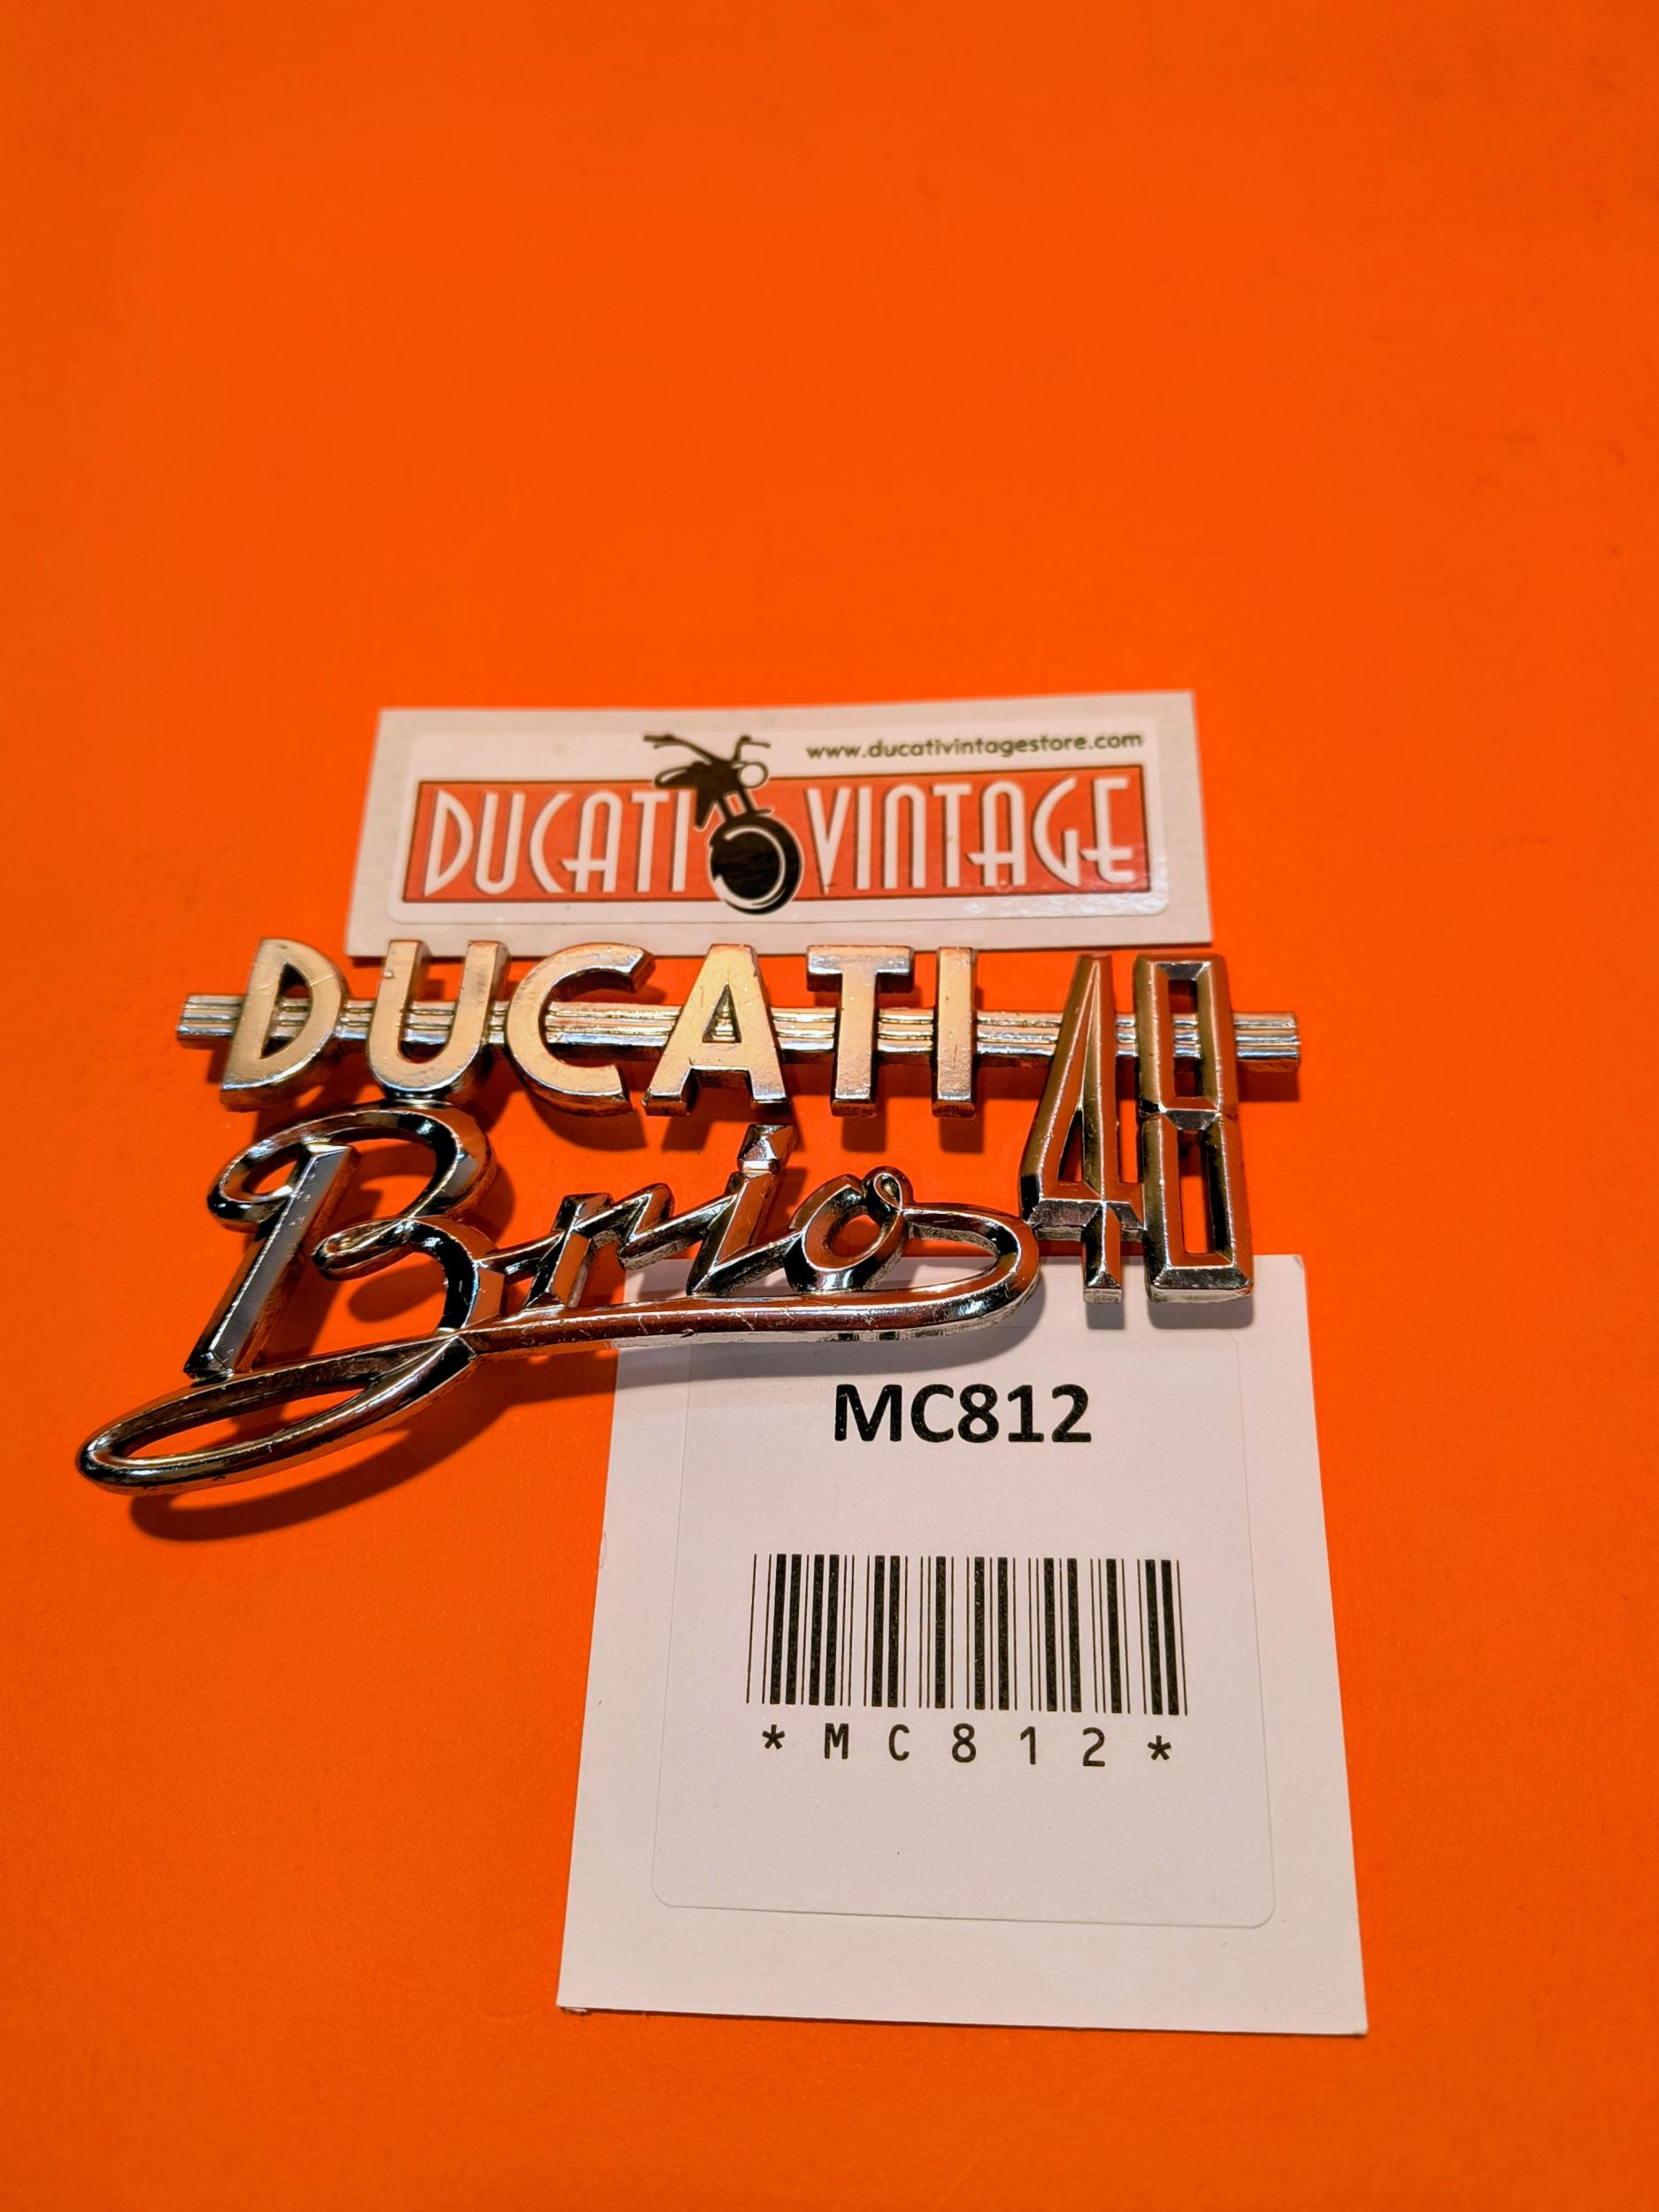 www.ducativintagestore.com
DUCATI VINTAGE
DUCATI 48
Brio
MC812
*MC812*